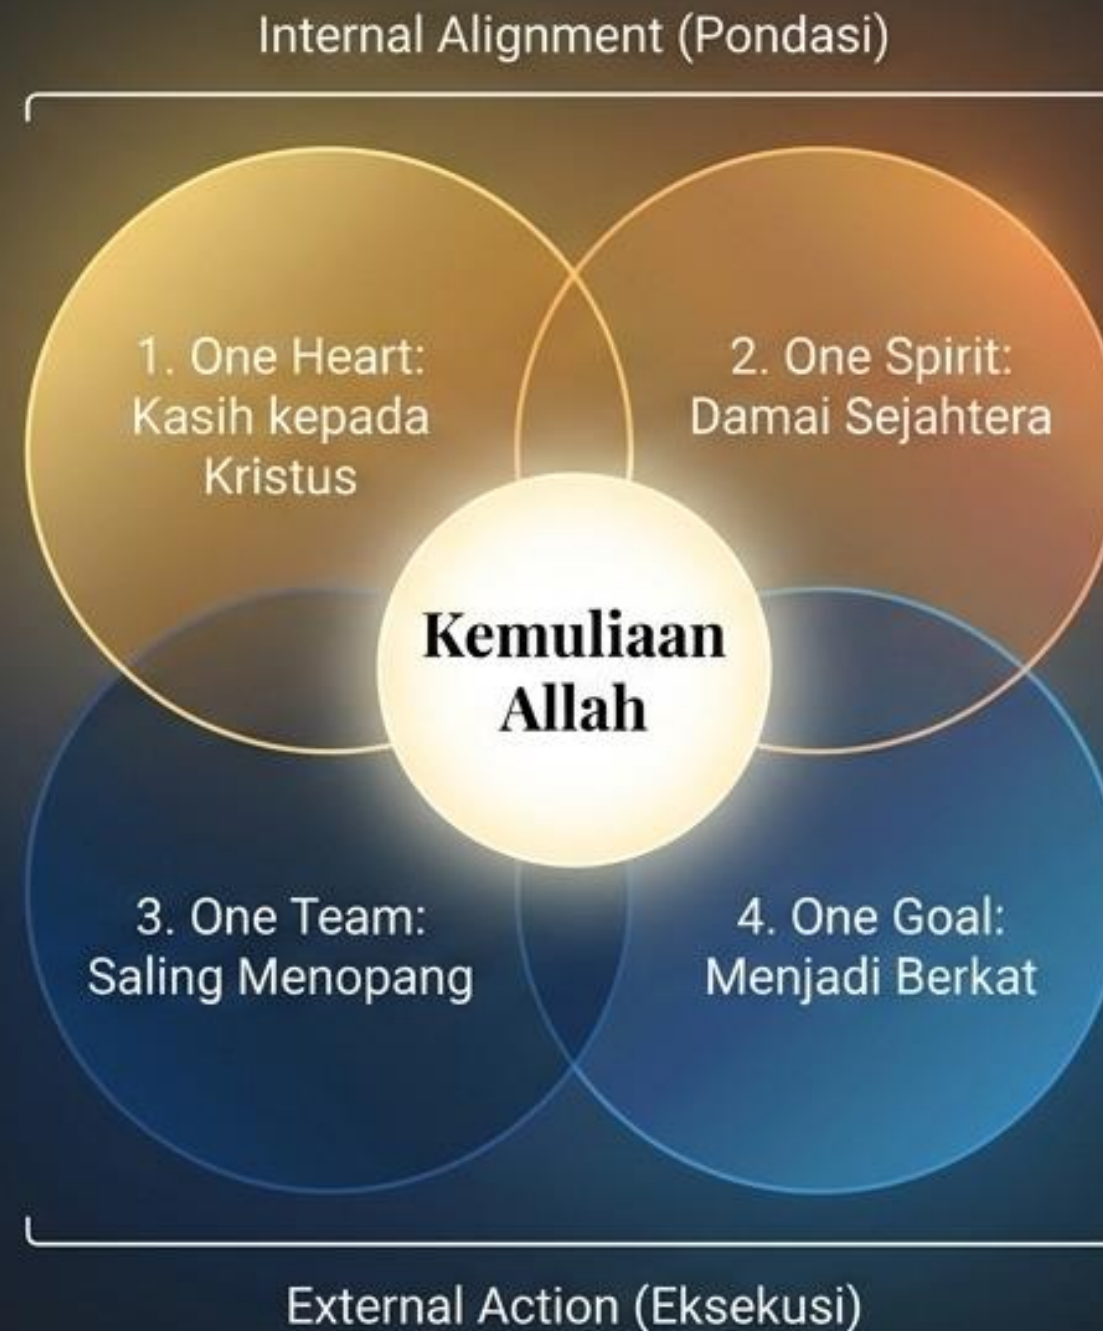 Internal Alignment (Pondasi)
1. One Heart:
Kasih kepada
Kristus
2. One Spirit:
Damai Sejahtera
Kemuliaan
Allah
3. One Team:
Saling Menopang
4. One Goal:
Menjadi Berkat
External Action (Eksekusi)